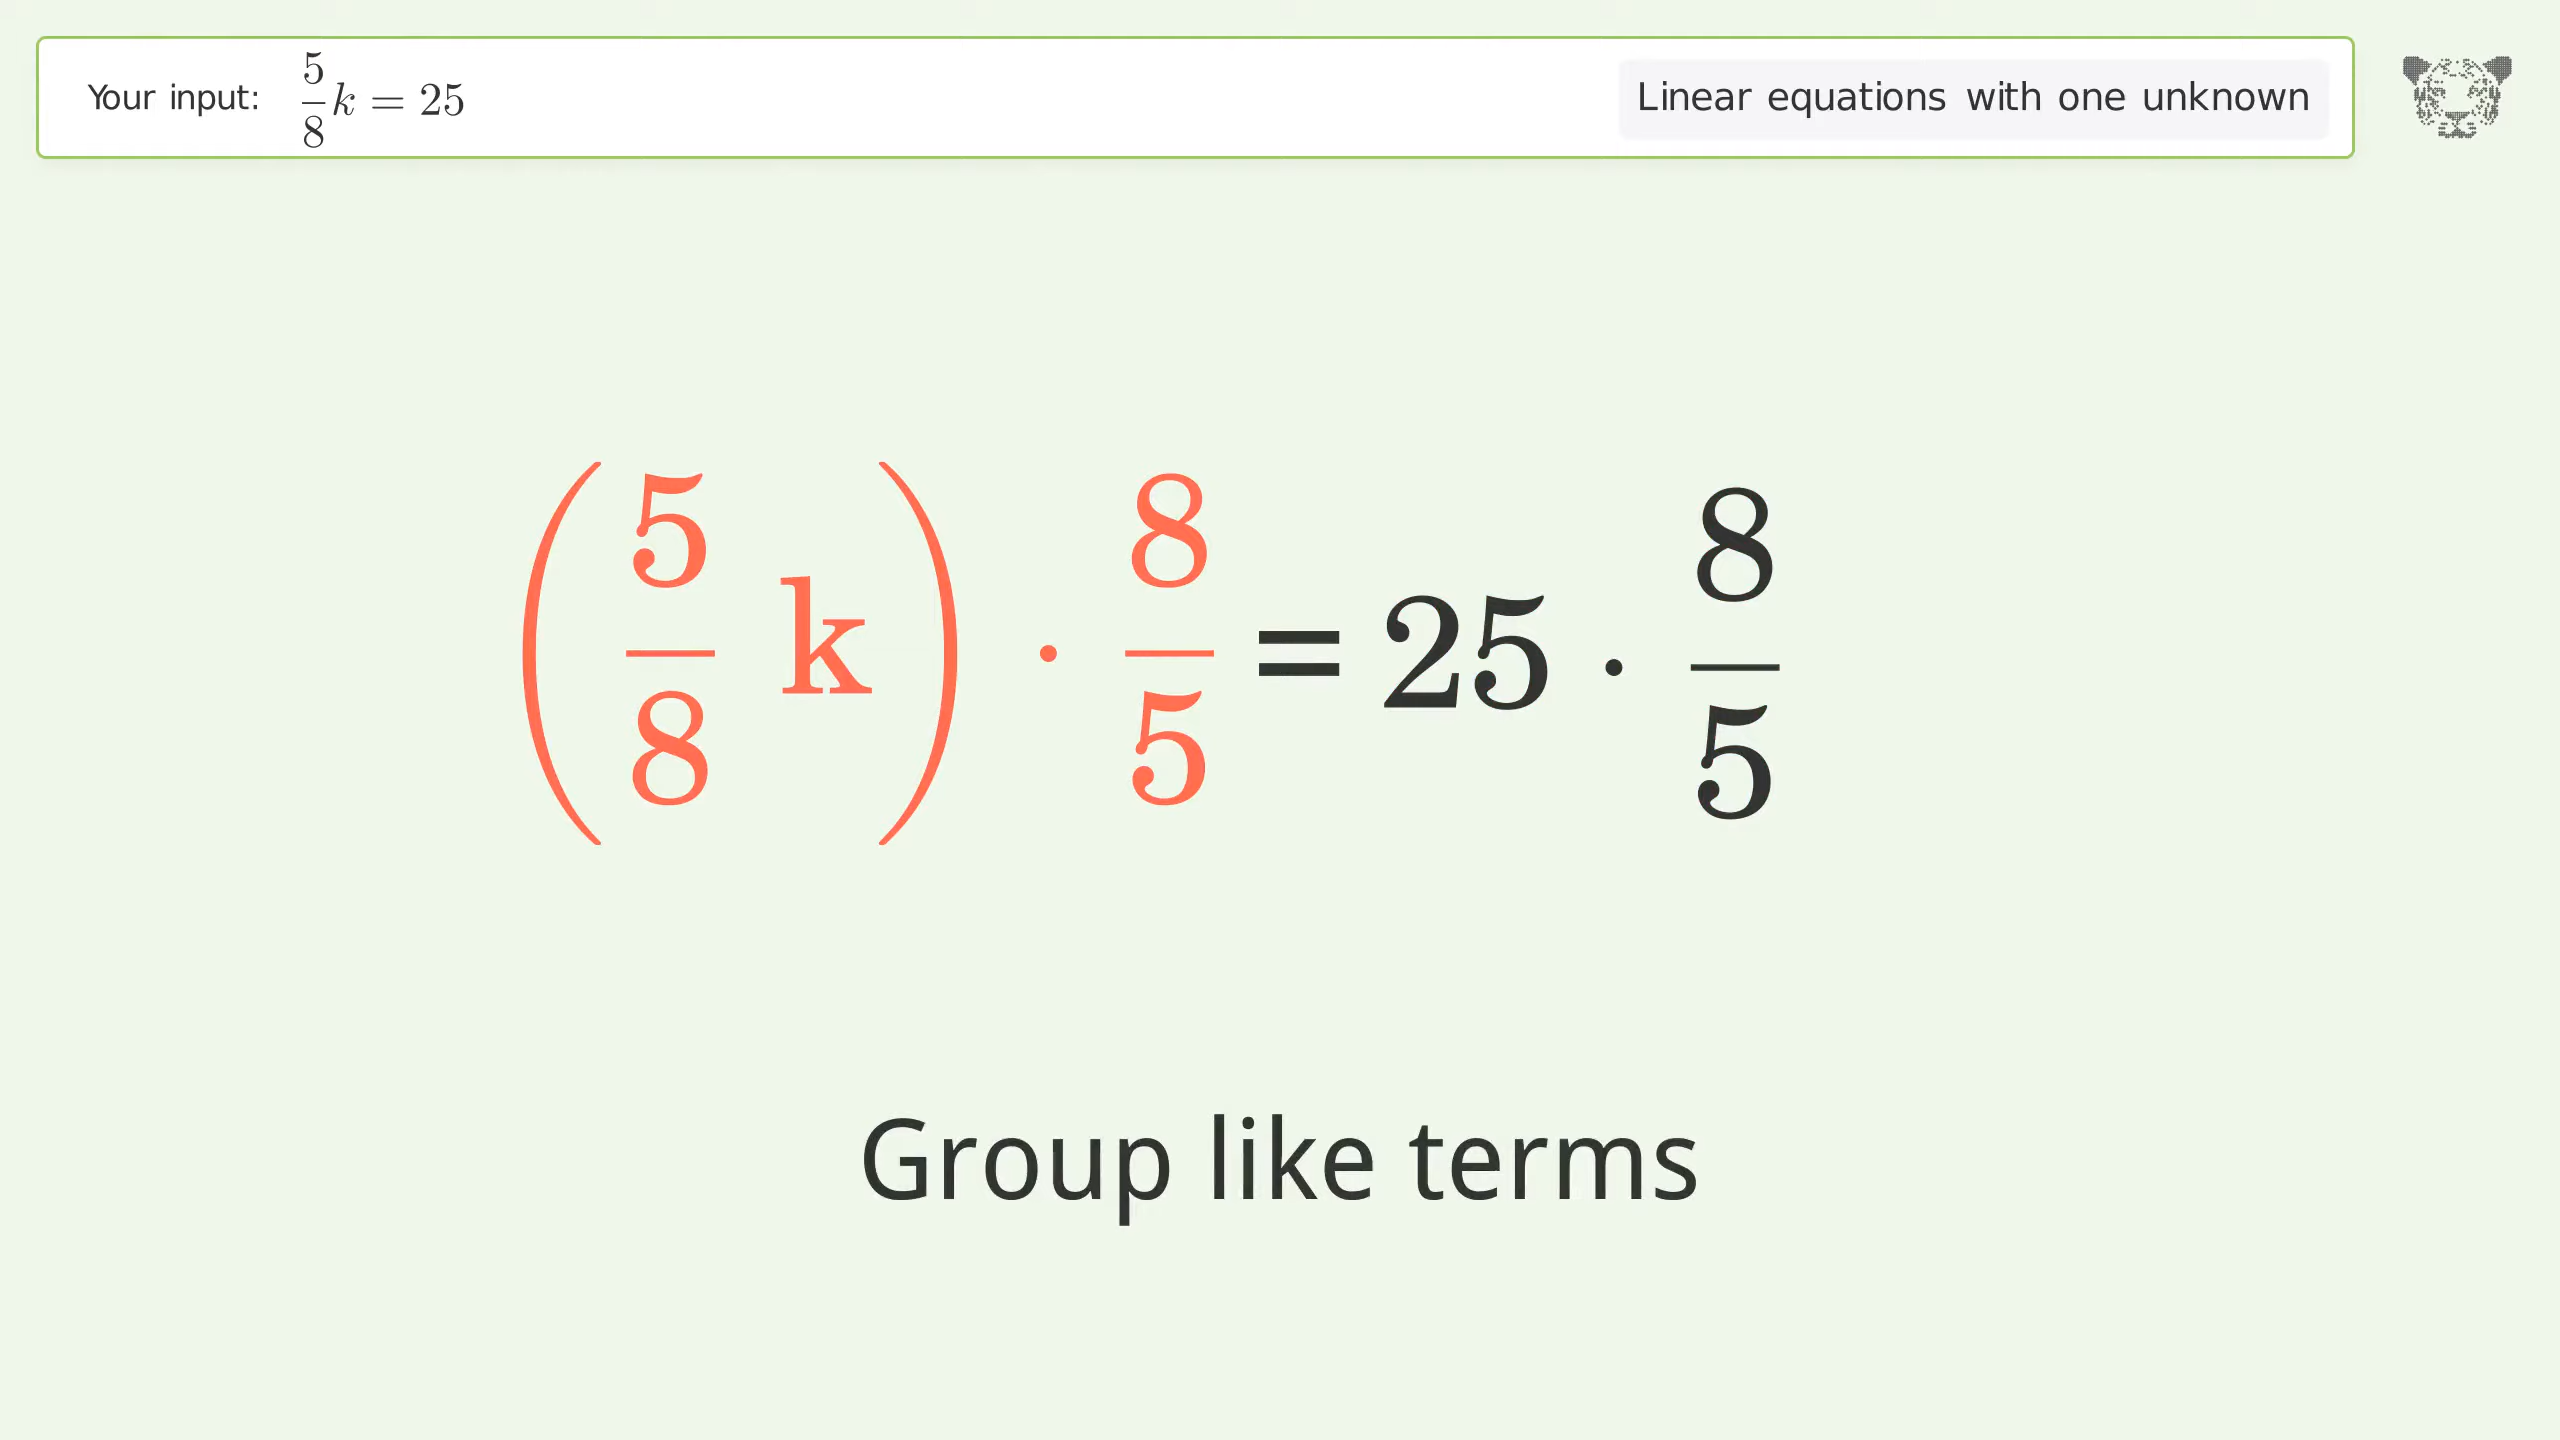 Your input: 5/8 k = 25
Linear equations with one unknown
(5/8 k) · 8/5 = 25 · 8/5
Group like terms